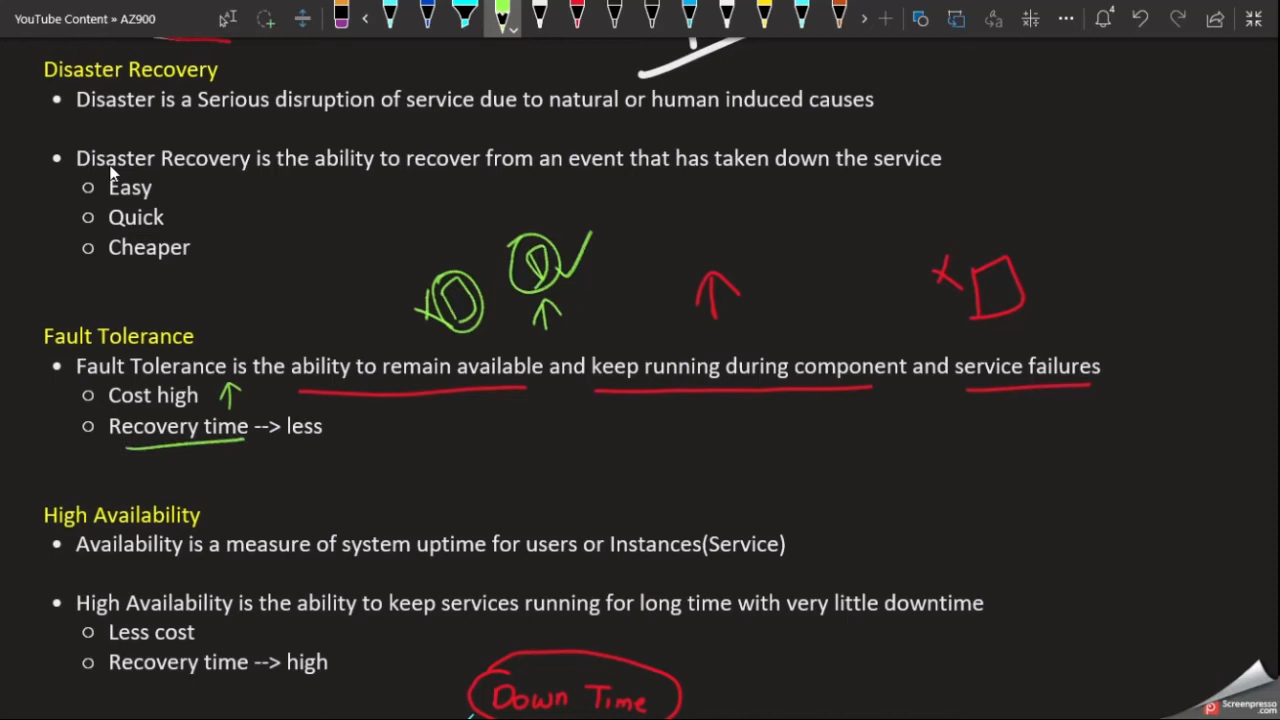 YouTube Content » AZ900
4
Disaster Recovery
• Disaster is a Serious disruption of service due to natural or human induced causes
• Disaster Recovery is the ability to recover from an event that has taken down the service
○ Easy
○ Quick
○ Cheaper
Fault Tolerance
• Fault Tolerance is the ability to remain available and keep running during component and service failures
○ Cost high
○ Recovery time --> less
High Availability
• Availability is a measure of system uptime for users or Instances(Service)
• High Availability is the ability to keep services running for long time with very little downtime
○ Less cost
○ Recovery time --> high
Down Time
Screenpresso
.com